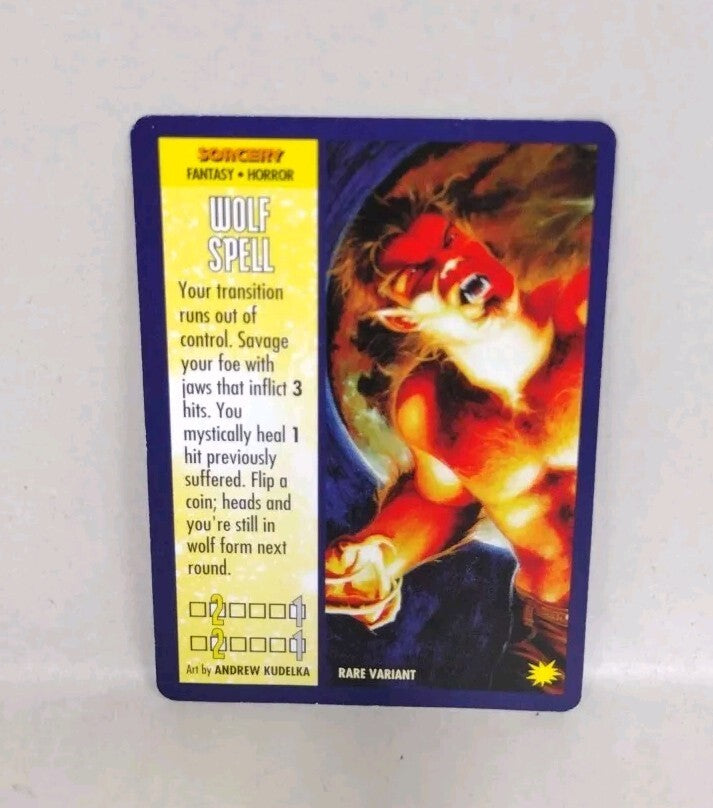 SORCERY
FANTASY • HORROR
WOLF
SPELL
Your transition
runs out of
control. Savage
your foe with
jaws that inflict 3
hits. You
mystically heal 1
hit previously
suffered. Flip a
coin; heads and
you're still in
wolf form next
round.
2 1
2 1
Art by ANDREW KUDELKA
RARE VARIANT